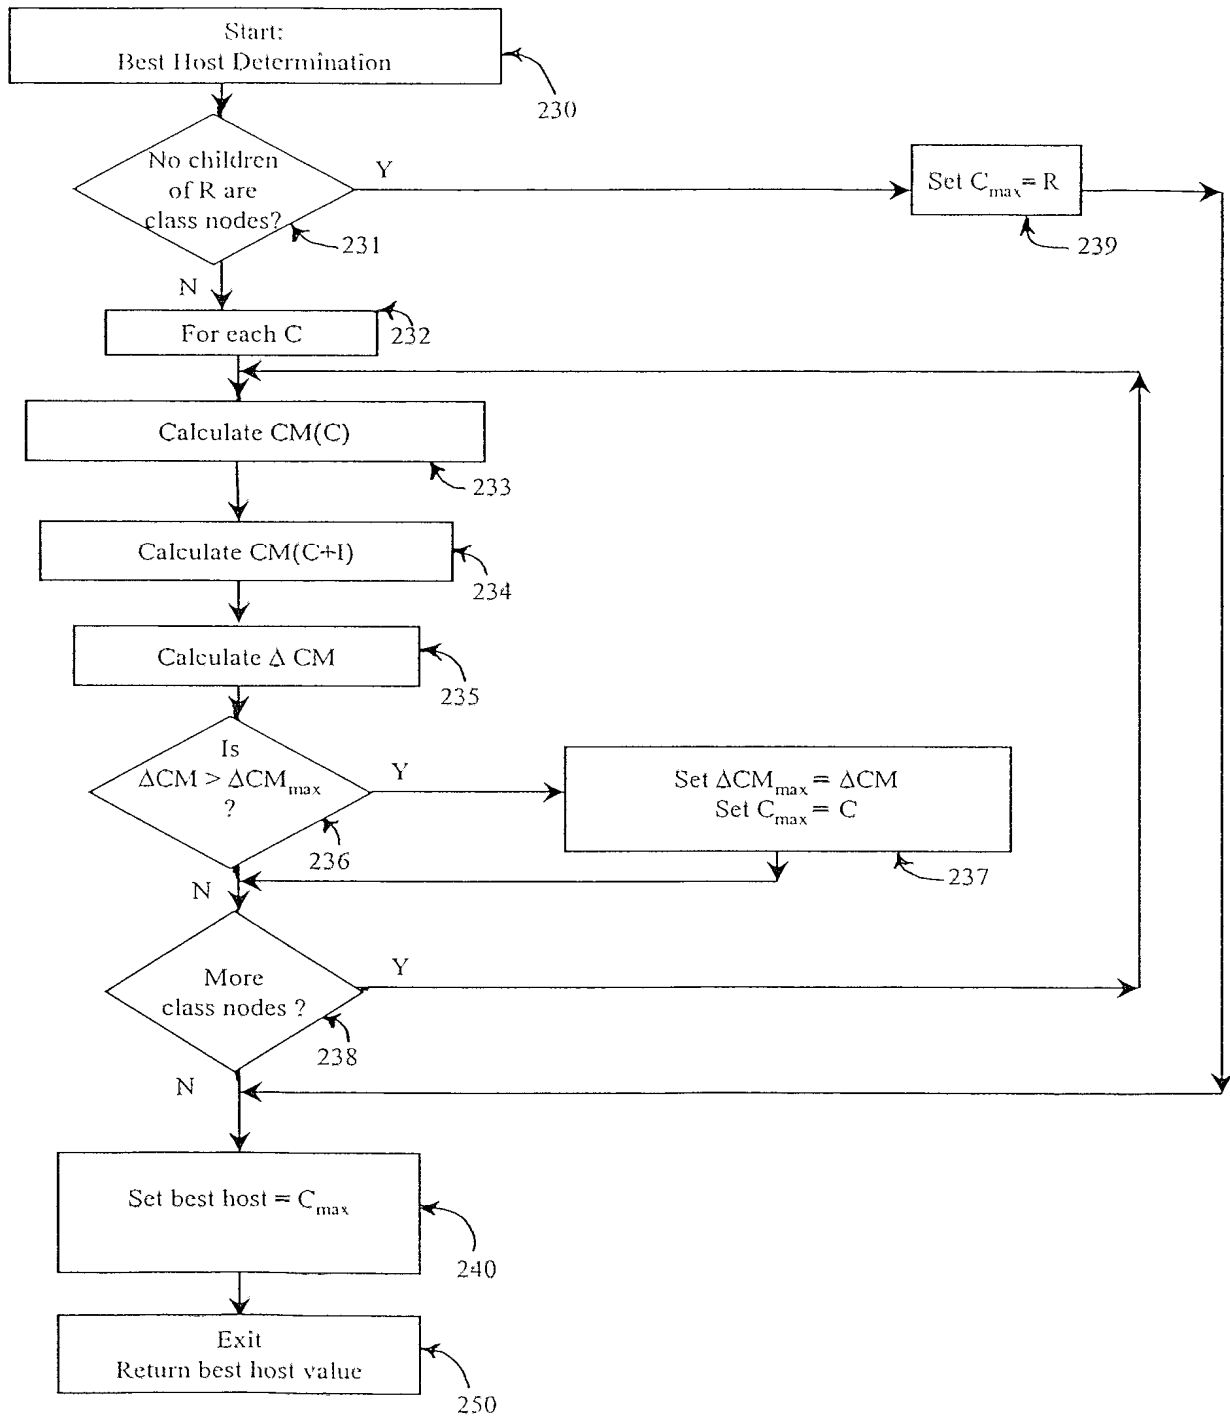 Start:
Best Host Determination
230
No children
of R are
class nodes?
Y
231
Set Cmax = R
239
N
For each C
232
Calculate CM(C)
233
Calculate CM(C+I)
234
Calculate Δ CM
235
Is
ΔCM > ΔCMmax
?
Y
236
Set ΔCMmax = ΔCM
Set Cmax = C
237
N
More
class nodes ?
Y
238
N
Set best host = Cmax
240
Exit
Return best host value
250